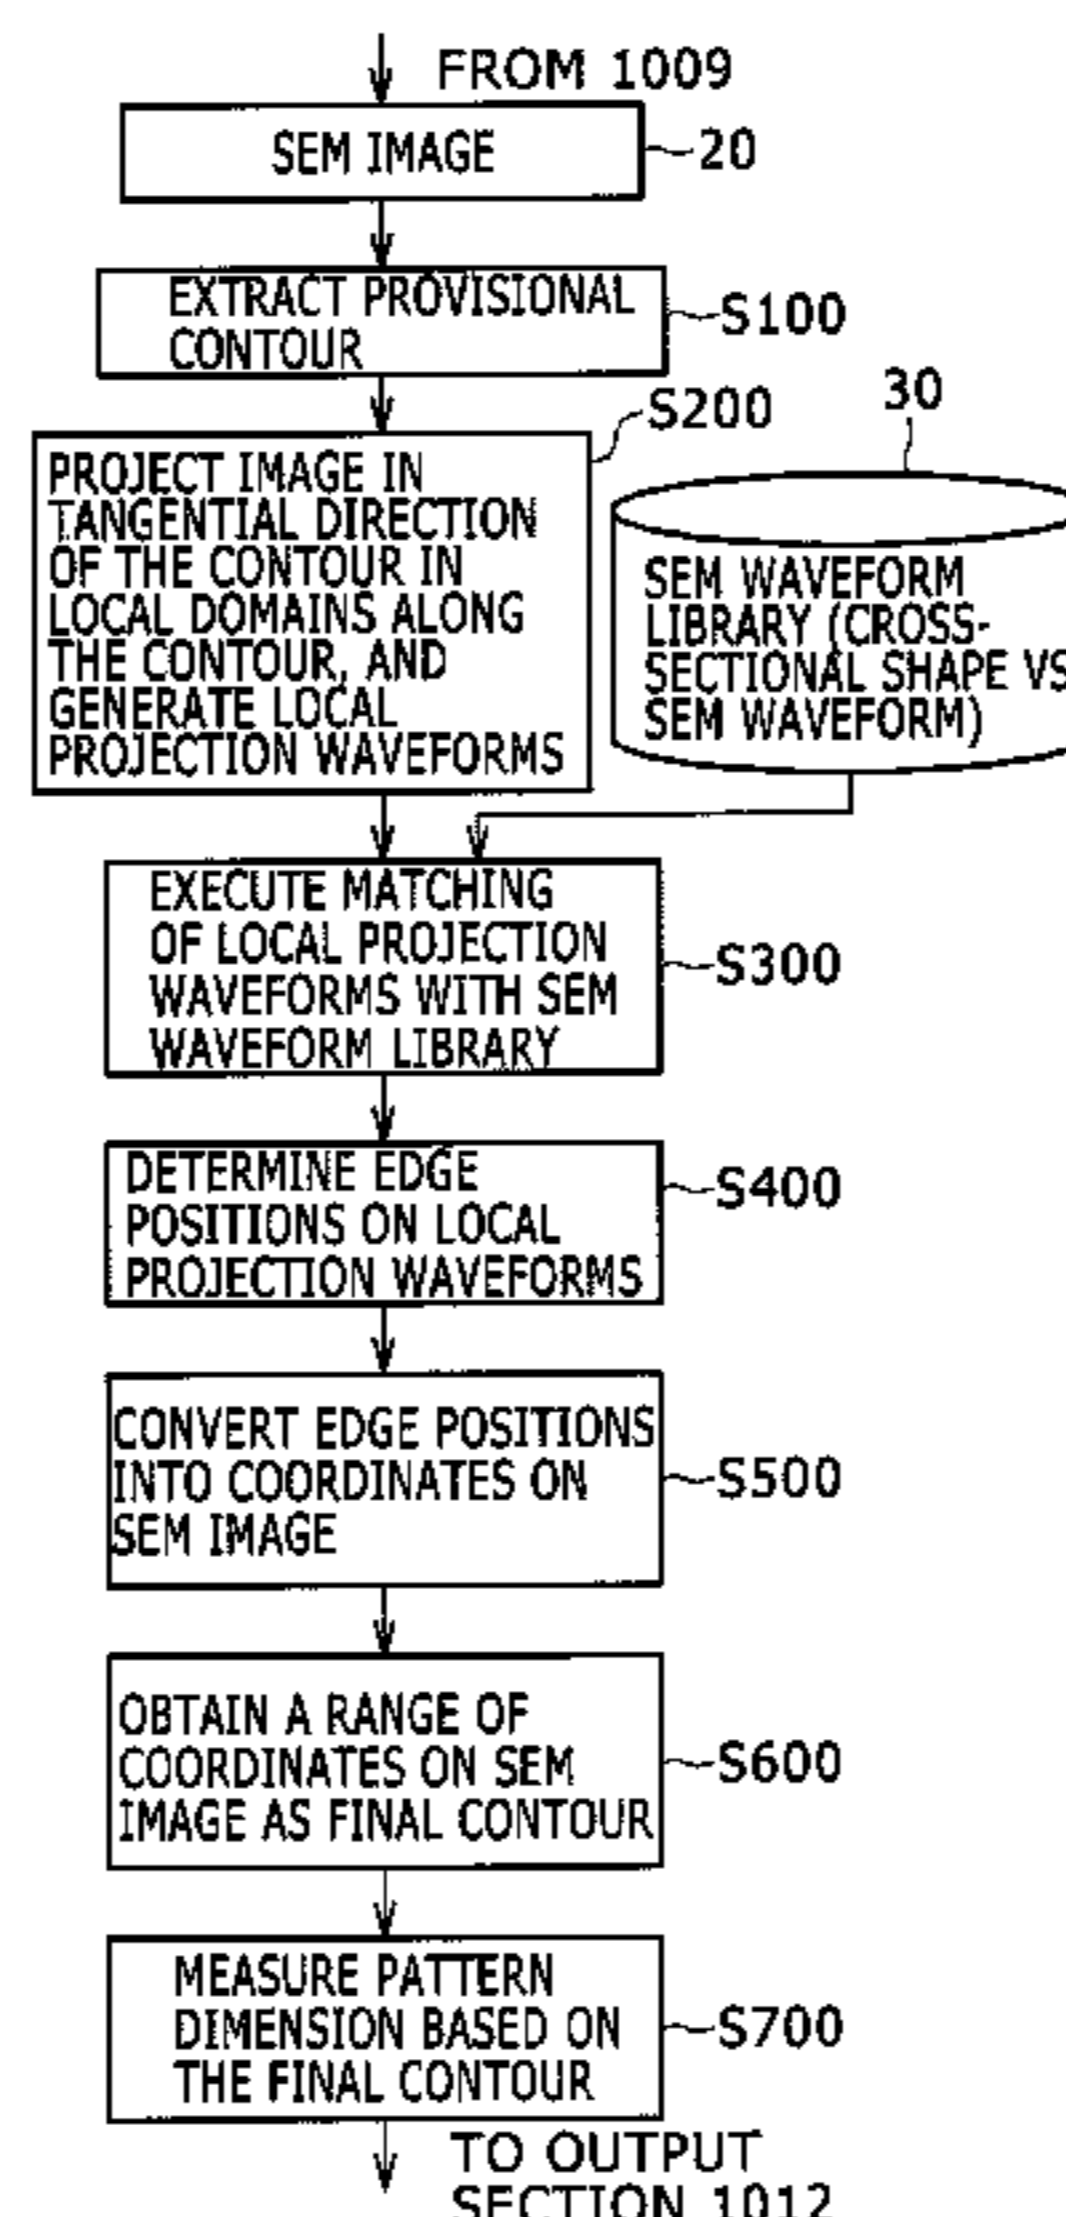 FROM 1009
SEM IMAGE
20
EXTRACT PROVISIONAL
CONTOUR
S100
S200
30
PROJECT IMAGE IN
TANGENTIAL DIRECTION
OF THE CONTOUR IN
LOCAL DOMAINS ALONG
THE CONTOUR, AND
GENERATE LOCAL
PROJECTION WAVEFORMS
SEM WAVEFORM
LIBRARY (CROSS-
SECTIONAL SHAPE VS
SEM WAVEFORM)
EXECUTE MATCHING
OF LOCAL PROJECTION
WAVEFORMS WITH SEM
WAVEFORM LIBRARY
S300
DETERMINE EDGE
POSITIONS ON LOCAL
PROJECTION WAVEFORMS
S400
CONVERT EDGE POSITIONS
INTO COORDINATES ON
SEM IMAGE
S500
OBTAIN A RANGE OF
COORDINATES ON SEM
IMAGE AS FINAL CONTOUR
S600
MEASURE PATTERN
DIMENSION BASED ON
THE FINAL CONTOUR
S700
TO OUTPUT
SECTION 1012